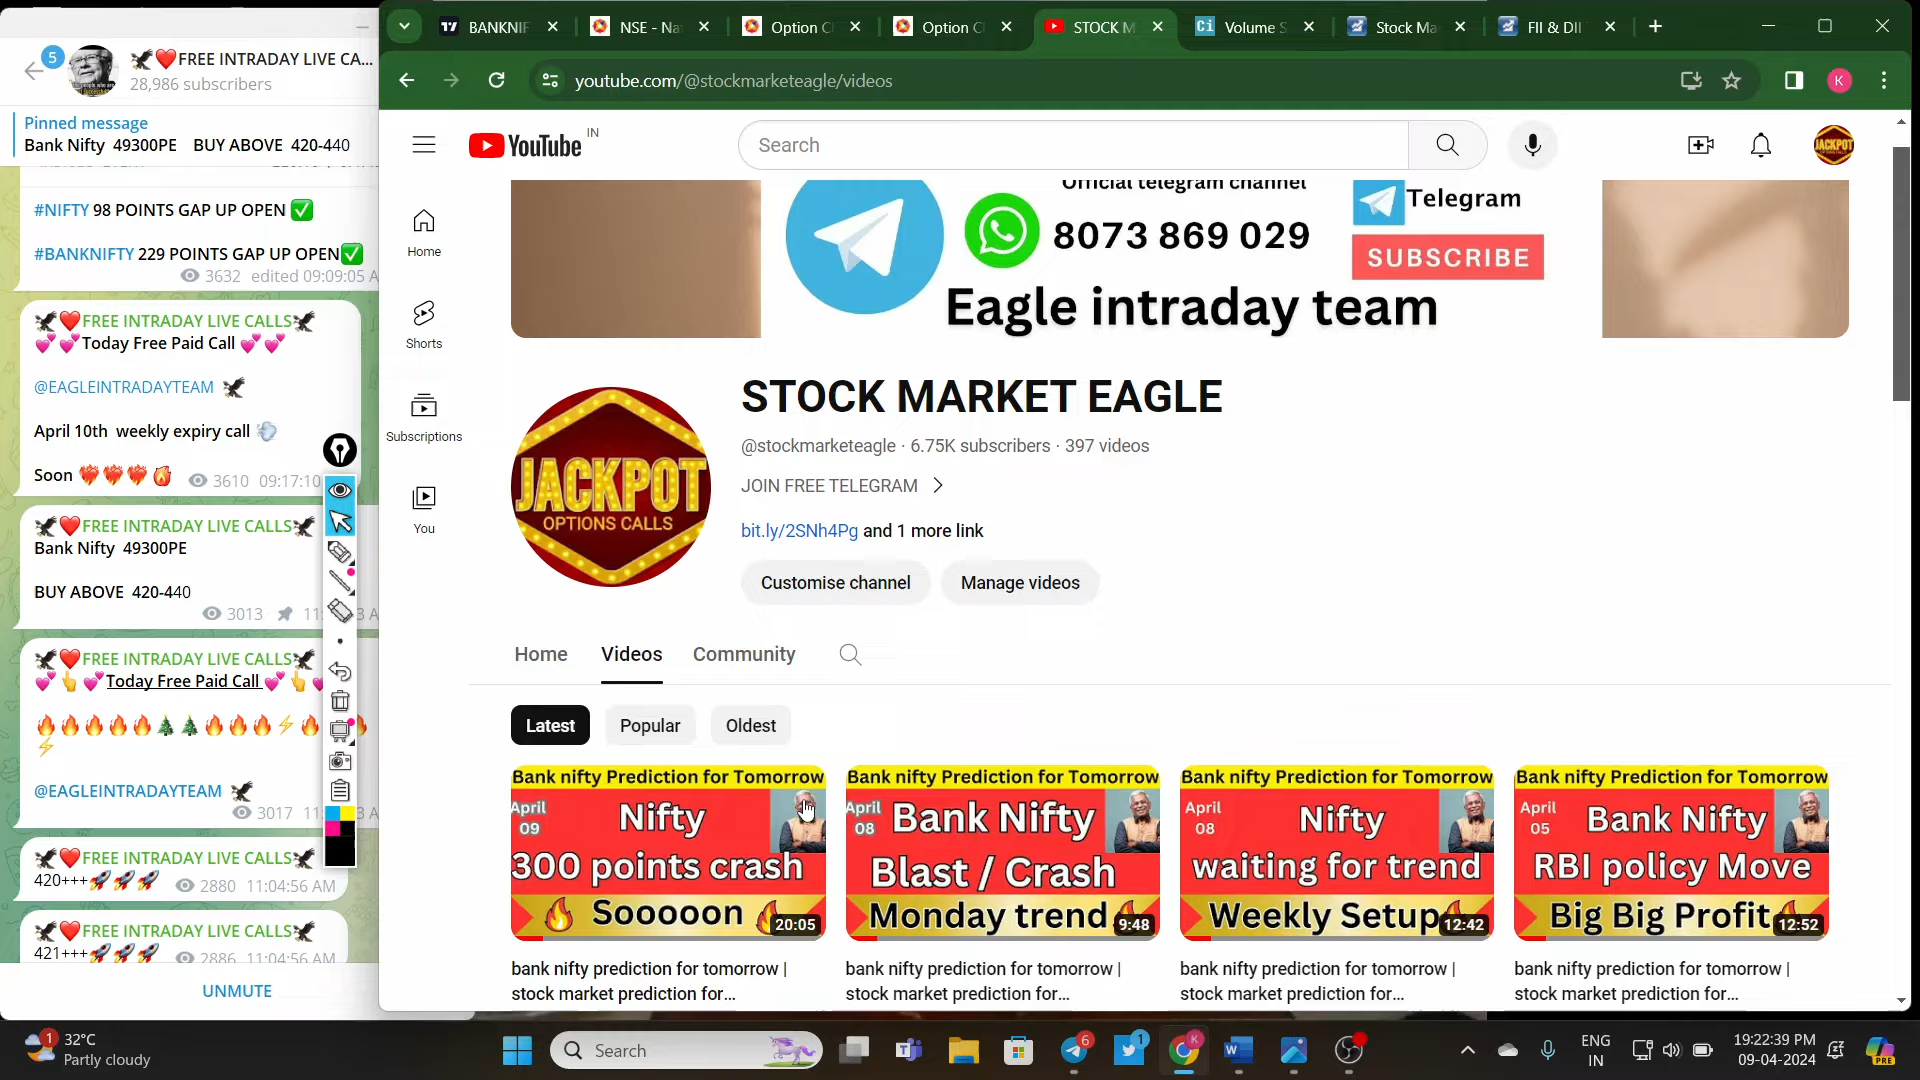 5
🦅❤️FREE INTRADAY LIVE CA...
28,986 subscribers
Pinned message
Bank Nifty 49300PE BUY ABOVE 420-440
#NIFTY 98 POINTS GAP UP OPEN ✅
#BANKNIFTY 229 POINTS GAP UP OPEN✅
3632 edited 09:09:05 A
🦅❤️FREE INTRADAY LIVE CALLS🦅
💕💕Today Free Paid Call 💕💕
@EAGLEINTRADAYTEAM 🦅
April 10th weekly expiry call 💨
Soon ❤️‍🔥❤️‍🔥❤️‍🔥🔥 3610 09:17:10
🦅❤️FREE INTRADAY LIVE CALLS🦅
Bank Nifty 49300PE
BUY ABOVE 420-440
3013
🦅❤️FREE INTRADAY LIVE CALLS🦅
💕👆💕Today Free Paid Call 💕👆
🔥🔥🔥🔥🔥🎄🎄🔥🔥🔥⚡🔥
⚡
@EAGLEINTRADAYTEAM 🦅
3017
🦅❤️FREE INTRADAY LIVE CALLS🦅
420+++🚀🚀🚀 2880 11:04:56 AM
🦅❤️FREE INTRADAY LIVE CALLS🦅
421+++🚀🚀🚀 2886 11:04:56 AM
UNMUTE
BANKNIF
NSE - Na
Option C
Option C
STOCK M
Ci Volume S
Stock Ma
FII & DII
youtube.com/@stockmarketeagle/videos
K
YouTube IN
Search
JACKPOT
Home
Shorts
Subscriptions
You
Official telegram channel
8073 869 029
Eagle intraday team
Telegram
SUBSCRIBE
JACKPOT
OPTIONS CALLS
STOCK MARKET EAGLE
@stockmarketeagle · 6.75K subscribers · 397 videos
JOIN FREE TELEGRAM >
bit.ly/2SNh4Pg and 1 more link
Customise channel
Manage videos
Home
Videos
Community
Latest
Popular
Oldest
Bank nifty Prediction for Tomorrow
April
09
Nifty
300 points crash
🔥 Sooooon 🔥
20:05
bank nifty prediction for tomorrow |
stock market prediction for...
Bank nifty Prediction for Tomorrow
April
08
Bank Nifty
Blast / Crash
Monday trend
9:48
bank nifty prediction for tomorrow |
stock market prediction for...
Bank nifty Prediction for Tomorrow
April
08
Nifty
waiting for trend
Weekly Setup
12:42
bank nifty prediction for tomorrow |
stock market prediction for...
Bank nifty Prediction for Tomorrow
April
05
Bank Nifty
RBI policy Move
Big Big Profit
12:52
bank nifty prediction for tomorrow |
stock market prediction for...
1
32°C
Partly cloudy
Search
6
1
K
ENG
IN
19:22:39 PM
09-04-2024
PRE